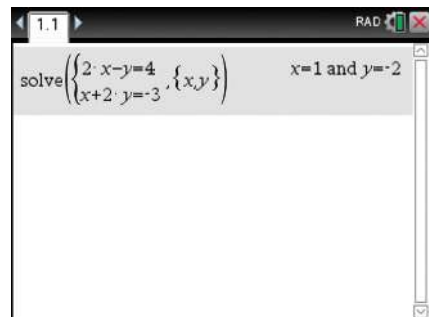 1.1 RAD
solve({2·x−y=4
x+2·y=-3 ,{x,y}) x=1 and y=-2